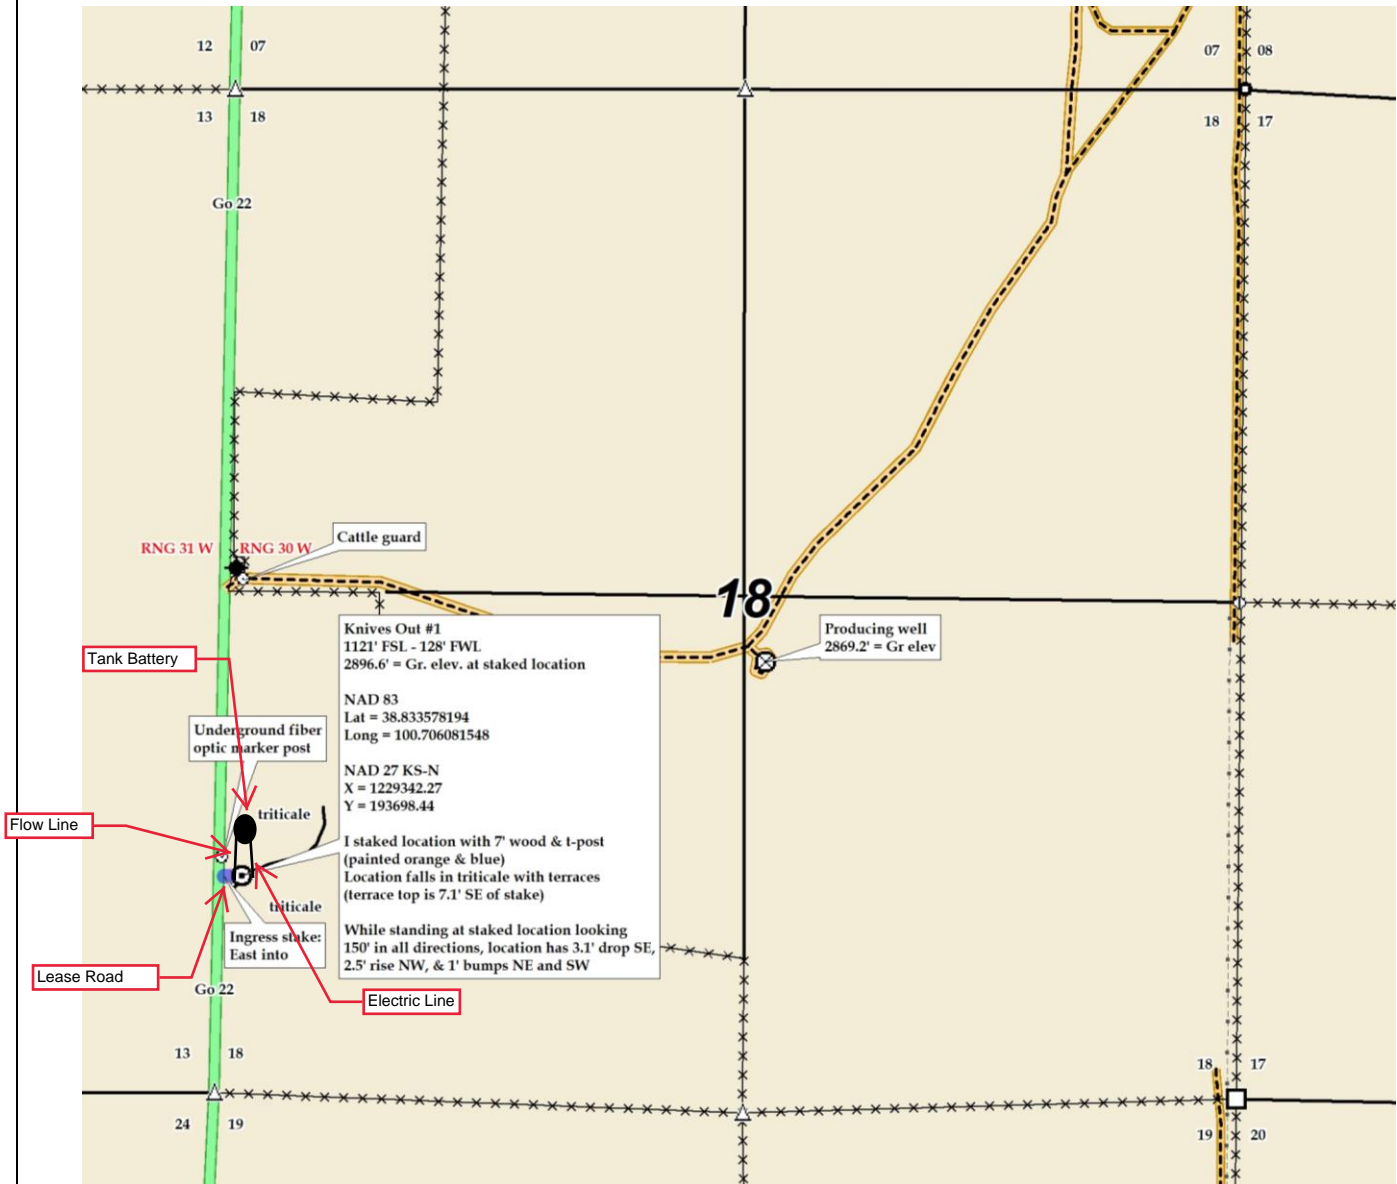 12 07
07 08
13 18
18 17
Go 22
Cattle guard
RNG 31 W RNG 30 W
18
Knives Out #1
1121' FSL - 128' FWL
2896.6' = Gr. elev. at staked location
NAD 83
Lat = 38.833578194
Long = 100.706081548
NAD 27 KS-N
X = 1229342.27
Y = 193698.44
I staked location with 7' wood & t-post
(painted orange & blue)
Location falls in triticale with terraces
(terrace top is 7.1' SE of stake)
While standing at staked location looking
150' in all directions, location has 3.1' drop SE,
2.5' rise NW, & 1' bumps NE and SW
Producing well
2869.2' = Gr elev
Tank Battery
Underground fiber
optic marker post
triticale
Flow Line
triticale
Ingress stake:
East into
Lease Road
Go 22
Electric Line
13 18
18 17
24 19
19 20